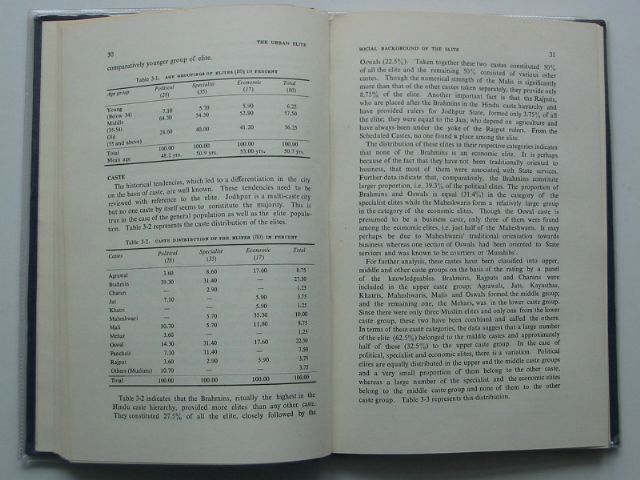 30
THE URBAN ELITE
comparatively younger group of elite.
Table 3-1. AGE GROUPINGS OF ELITES (80) IN PERCENT
Age group Political (28) Specialist (35) Economic (17) Total (80)
Young (Below 34) 7.10 5.70 5.90 6.25
Middle (35-54) 64.30 54.30 52.90 57.50
Old (55 and above) 28.60 40.00 41.20 36.25
Total 100.00 100.00 100.00 100.00
Mean age 48.2 yrs. 50.9 yrs. 53.00 yrs. 50.7 yrs.
CASTE
The historical tendencies, which led to a differentiation in the city
on the basis of caste, are well known. These tendencies need to be
reviewed with reference to the elite. Jodhpur is a multi-caste city
but no one caste by itself seems to constitute the majority. This is
true in the case of the general population as well as the elite popula-
tion. Table 3-2 represents the caste distribution of the elites.
Table 3-2. CASTE DISTRIBUTION OF THE ELITES (80) IN PERCENT
Castes Political (28) Specialist (35) Economic (17) Total
Agrawal 3.60 8.60 17.60 8.75
Brahmin 39.30 31.40 — 27.50
Charan — 2.90 — 1.25
Jat 7.10 — 5.90 3.75
Khatri — — 5.90 1.25
Maheshwari — 5.70 35.30 10.00
Mali 10.70 5.70 11.80 8.75
Mehar 3.60 — — 1.25
Oswal 14.30 31.40 17.60 22.50
Pancholi 7.10 11.40 — 7.50
Rajput 3.60 2.90 5.90 3.75
Others (Muslims) 10.70 — — 3.75
Total 100.00 100.00 100.00 100.00
Table 3-2 indicates that the Brahmins, ritually the highest in the
Hindu caste hierarchy, provided more elites than any other caste.
They constituted 27.5% of all the elite, closely followed by the
SOCIAL BACKGROUND OF THE ELITE
31
Oswals (22.5%). Taken together these two castes constituted 50%
of all the elite and the remaining 50% consisted of various other
castes. Though the numerical strength of the Malis is significantly
more than that of the other castes taken separately, they provide only
8.75% of the elite. Another important fact is that the Rajputs,
who are placed after the Brahmins in the Hindu caste hierarchy and
have provided rulers for Jodhpur State, formed only 3.75% of all
the elite; they were equal to the Jats, who depend on agriculture and
have always been under the yoke of the Rajput rulers. From the
Scheduled Castes, no one found a place among the elite.
The distribution of these elites in their respective categories indicates
that most of the Brahmins is an economic elite. It is perhaps
because of the fact that they have not been traditionally oriented to
business, that most of them were associated with State services.
Further data indicate that, comparatively, the Brahmins constitute
larger proportion, i.e. 39.3% of the political elites. The proportion of
Brahmins and Oswals is equal (31.4%) in the category of the
specialist elites while the Maheshwaris form a relatively large group
in the category of the economic elites. Though the Oswal caste is
presumed to be a business caste, only three of them were found
among the economic elites, i.e. just half of the Maheshwaris. It may
perhaps be due to Maheshwaris' traditional orientation towards
business whereas one section of Oswals had been oriented to State
services and was known to be courtiers or 'Musahibs'.
For further analysis, these castes have been classified into upper,
middle and other caste groups on the basis of the rating by a panel
of the knowledgeables. Brahmins, Rajputs and Charans were
included in the upper caste group; Agrawals, Jats, Kayasthas,
Khatris, Maheshwaris, Malis and Oswals formed the middle group;
and the remaining one, the Mehars, was in the lower caste group.
Since there were only three Muslim elites and only one from the lower
caste group, these two have been combined and called the others.
In terms of these caste categories, the data suggest that a large number
of the elite (62.5%) belonged to the middle castes and approximately
half of these (32.5%) to the upper caste group. In the case of
political, specialist and economic elites, there is a variation. Political
elites are equally distributed in the upper and the middle caste groups
and a very small proportion of them belong to the other caste,
whereas a large number of the specialist and the economic elites
belong to the middle caste group and none of them to the other
caste group. Table 3-3 represents this distribution.